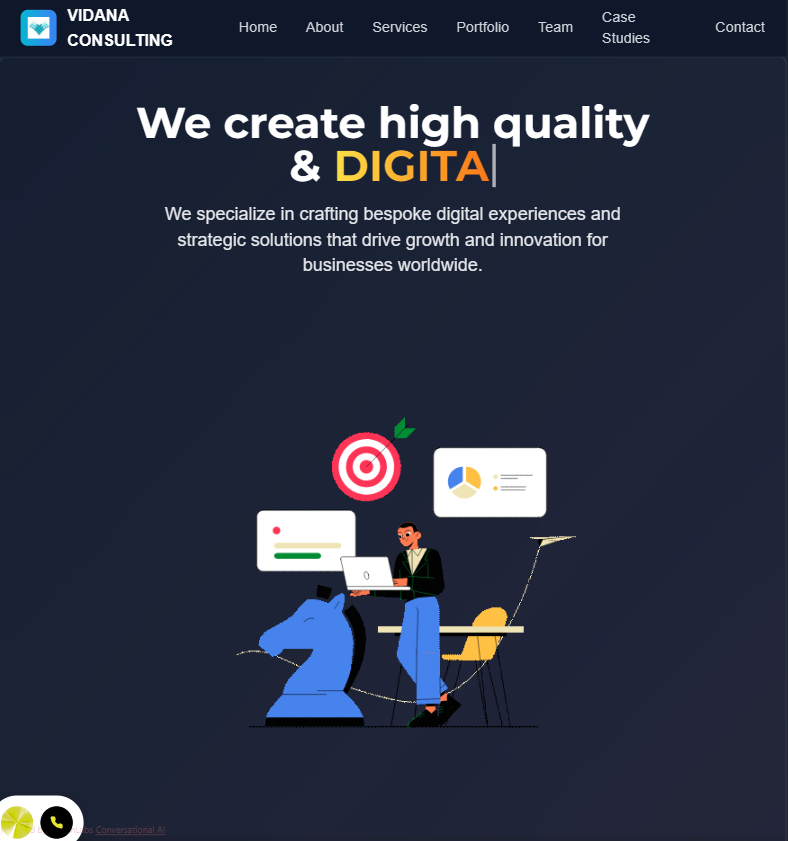 VIDANA
CONSULTING
Home
About
Services
Portfolio
Team
Case
Studies
Contact
We create high quality
& DIGITA
We specialize in crafting bespoke digital experiences and
strategic solutions that drive growth and innovation for
businesses worldwide.
Conversational AI